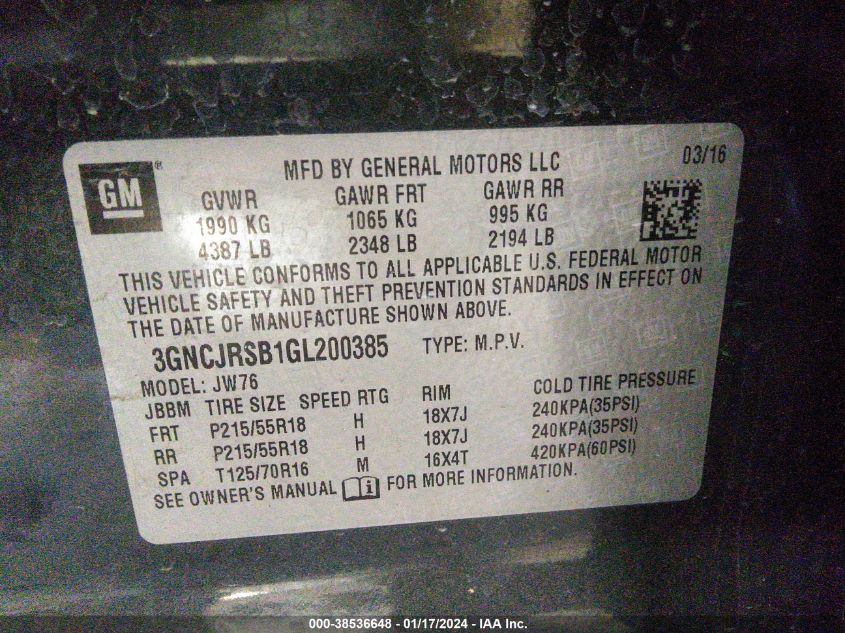 GM ® MFD BY GENERAL MOTORS LLC 03/16
GVWR GAWR FRT GAWR RR
1990 KG 1065 KG 995 KG
4387 LB 2348 LB 2194 LB
THIS VEHICLE CONFORMS TO ALL APPLICABLE U.S. FEDERAL MOTOR
VEHICLE SAFETY AND THEFT PREVENTION STANDARDS IN EFFECT ON
THE DATE OF MANUFACTURE SHOWN ABOVE.
3GNCJRSB1GL200385 TYPE: M.P.V.
MODEL: JW76
JBBM TIRE SIZE SPEED RTG RIM COLD TIRE PRESSURE
FRT P215/55R18 H 18X7J 240KPA(35PSI)
RR P215/55R18 H 18X7J 240KPA(35PSI)
SPA T125/70R16 M 16X4T 420KPA(60PSI)
SEE OWNER'S MANUAL i FOR MORE INFORMATION.
000-38536648 - 01/17/2024 - IAA Inc.